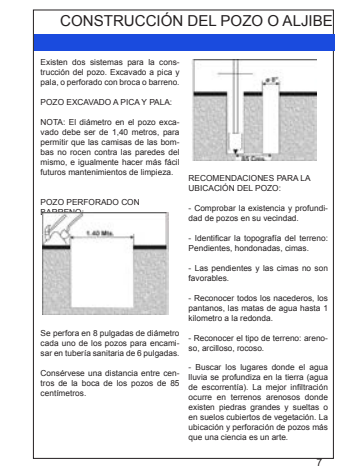 CONSTRUCCIÓN DEL POZO O ALJIBE
Existen dos sistemas para la cons-
trucción del pozo. Excavado a pica y
pala, o perforado con broca o barreno.
POZO EXCAVADO A PICA Y PALA:
NOTA: El diámetro en el pozo exca-
vado debe ser de 1,40 metros, para
permitir que las camisas de las bom-
bas no rocen contra las paredes del
mismo, e igualmente hacer más fácil
futuros mantenimientos de limpieza.
POZO PERFORADO CON
BARRENO:
1.40 Mts.
Se perfora en 8 pulgadas de diámetro
cada uno de los pozos para encami-
sar en tubería sanitaria de 6 pulgadas.
Consérvese una distancia entre cen-
tros de la boca de los pozos de 85
centímetros.
ø 8"
85 Cms.
RECOMENDACIONES PARA LA
UBICACIÓN DEL POZO:
- Comprobar la existencia y profundi-
dad de pozos en su vecindad.
- Identificar la topografía del terreno:
Pendientes, hondonadas, cimas.
- Las pendientes y las cimas no son
favorables.
- Reconocer todos los nacederos, los
pantanos, las matas de agua hasta 1
kilometro a la redonda.
- Reconocer el tipo de terreno: areno-
so, arcilloso, rocoso.
- Buscar los lugares donde el agua
lluvia se profundiza en la tierra (agua
de escorrentía). La mejor infiltración
ocurre en terrenos arenosos donde
existen piedras grandes y sueltas o
en suelos cubiertos de vegetación. La
ubicación y perforación de pozos más
que una ciencia es un arte.
7